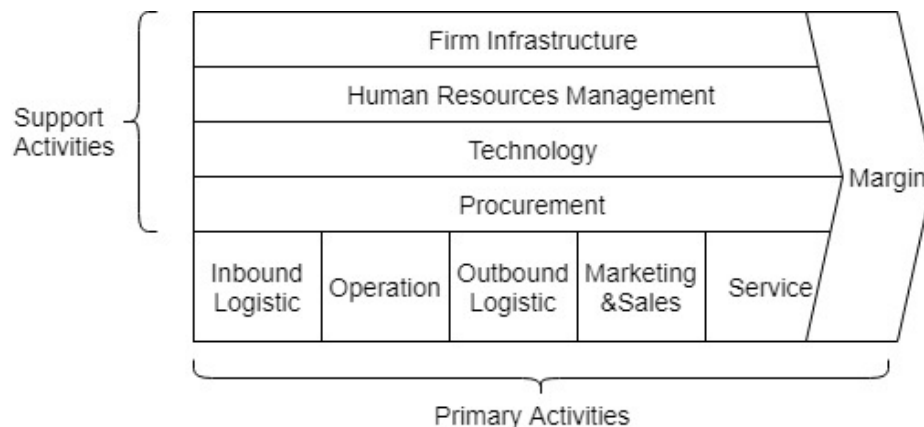 Firm Infrastructure
Human Resources Management
Support
Activities
Technology
Margin
Procurement
Inbound
Logistic
Operation
Outbound
Logistic
Marketing
&Sales
Service
Primary Activities